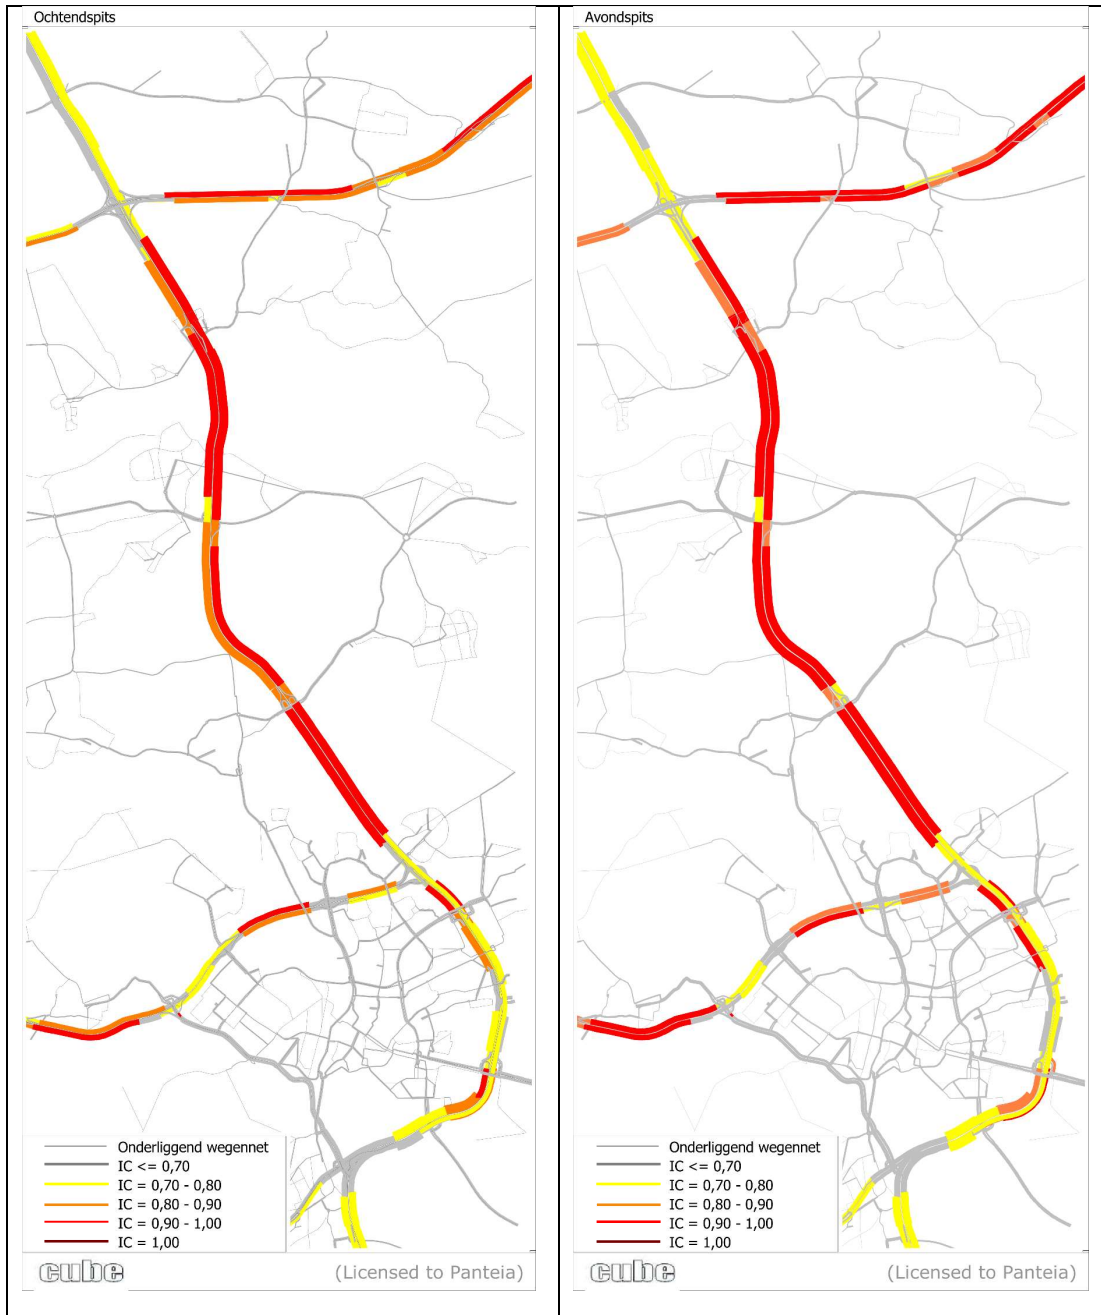 Ochtendspits
Onderliggend wegennet
IC <= 0,70
IC = 0,70 - 0,80
IC = 0,80 - 0,90
IC = 0,90 - 1,00
IC = 1,00
cube
(Licensed to Panteia)
Avondspits
Onderliggend wegennet
IC <= 0,70
IC = 0,70 - 0,80
IC = 0,80 - 0,90
IC = 0,90 - 1,00
IC = 1,00
cube
(Licensed to Panteia)